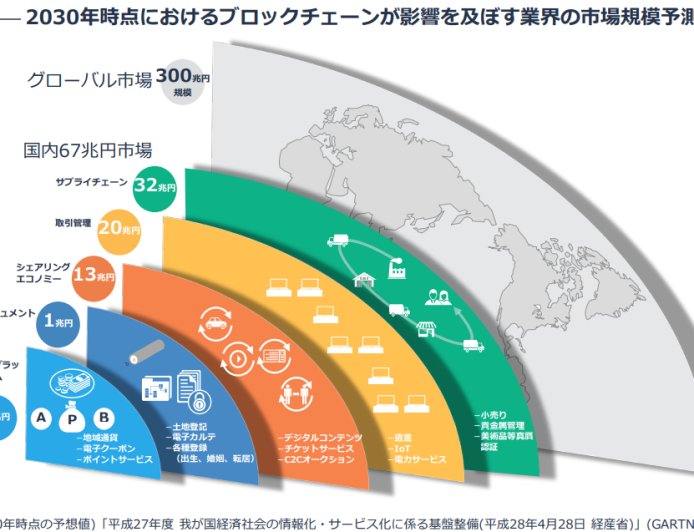 2030年時点におけるブロックチェーンが影響を及ぼす業界の市場規模予測
グローバル市場
300兆円
規模
国内67兆円市場
サプライチェーン
32兆円
取引管理
20兆円
シェアリング
エコノミー
13兆円
ュメント
1兆円
プラッ
ム
円
A P B
−地域通貨
−電子クーポン
−ポイントサービス
−土地登記
−電子カルテ
−各種登録
(出生、婚姻、転居)
−デジタルコンテンツ
−チケットサービス
−C2Cオークション
−遺言
−IoT
−電力サービス
−小売り
−貴金属管理
−美術品等真贋
認証
0年時点の予想値)「平成27年度 我が国経済社会の情報化・サービス化に係る基盤整備(平成28年4月28日 経産省)」(GARTN